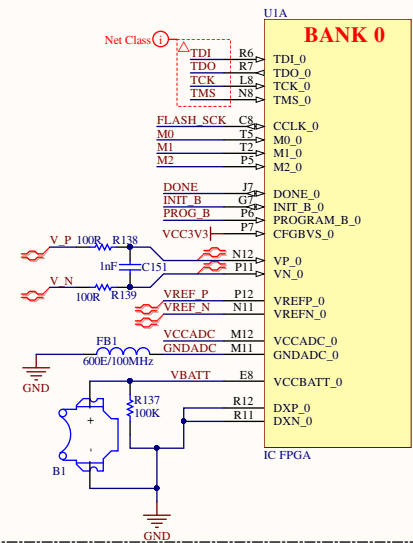 U1A
BANK 0
Net Class i
TDI R6 TDI_0
TDO R7 TDO_0
TCK L8 TCK_0
TMS N8 TMS_0
FLASH_SCK C8 CCLK_0
M0 T5 M0_0
M1 T2 M1_0
M2 P5 M2_0
DONE J7 DONE_0
INIT_B G7 INIT_B_0
PROG_B P6 PROGRAM_B_0
VCC3V3 P7 CFGBVS_0
V_P 100R R138
N12 VP_0
1nF C151 P11 VN_0
V_N
100R R139
VREF_P P12 VREFP_0
VREF_N N11 VREFN_0
VCCADC M12 VCCADC_0
FB1 GNDADC M11 GNDADC_0
600E/100MHz
GND
VBATT E8 VCCBATT_0
R137
100K
R12 DXP_0
R11 DXN_0
+
-
B1
IC FPGA
GND